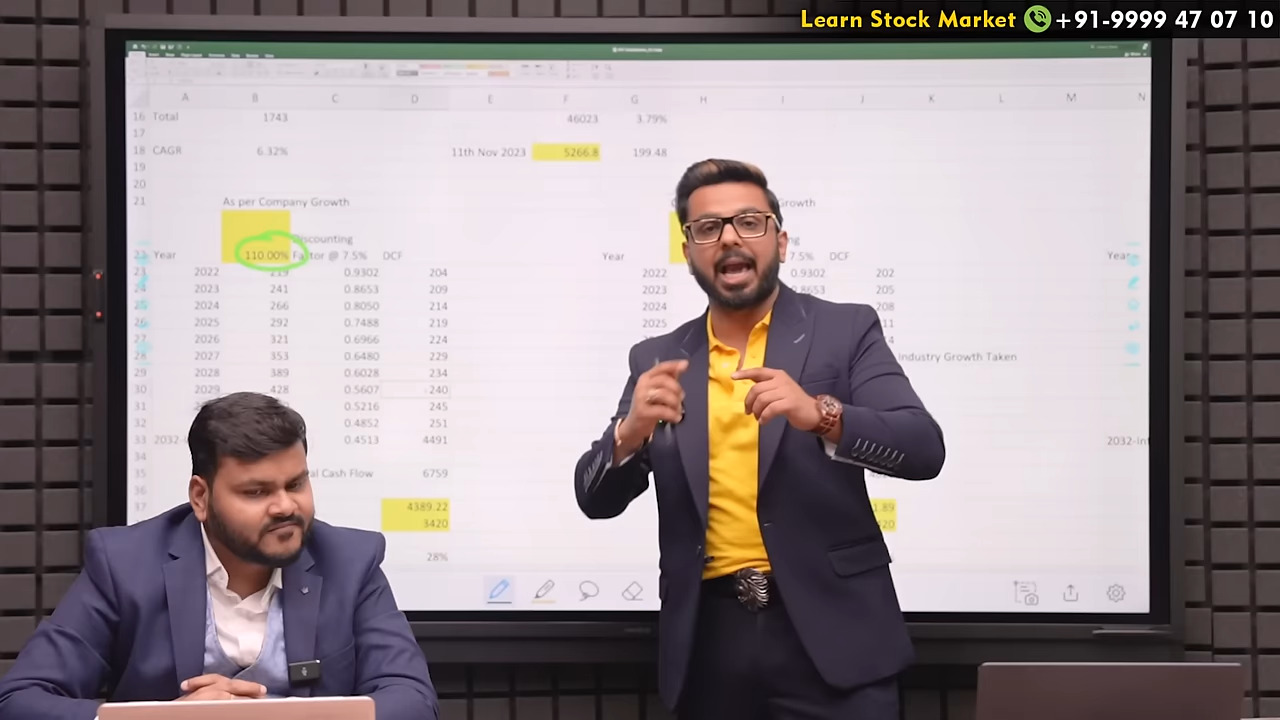 Learn Stock Market +91-9999 47 07 10
A B C D E F G H I J K L M N
16 Total 1743 46023 3.79%
17
18 CAGR 6.32% 11th Nov 2023 5266.8 199.48
19
20
21 As per Company Growth Growth
Discounting
22 Year 110.00% Factor @ 7.5% DCF Year 7.5% DCF Year
23 2022 219 0.9302 204 2022 0.9302 202
24 2023 241 0.8653 209 2023 0.8653 205
25 2024 266 0.8050 214 2024 208
26 2025 292 0.7488 219 2025
27 2026 321 0.6966 224
28 2027 353 0.6480 229 Industry Growth Taken
29 2028 389 0.6028 234
30 2029 428 0.5607 240
31 0.5216 245
32 0.4852 251
33 2032- 0.4513 4491 2032-Inf
34
35 Cash Flow 6759
36
37 4389.22
3420
28%